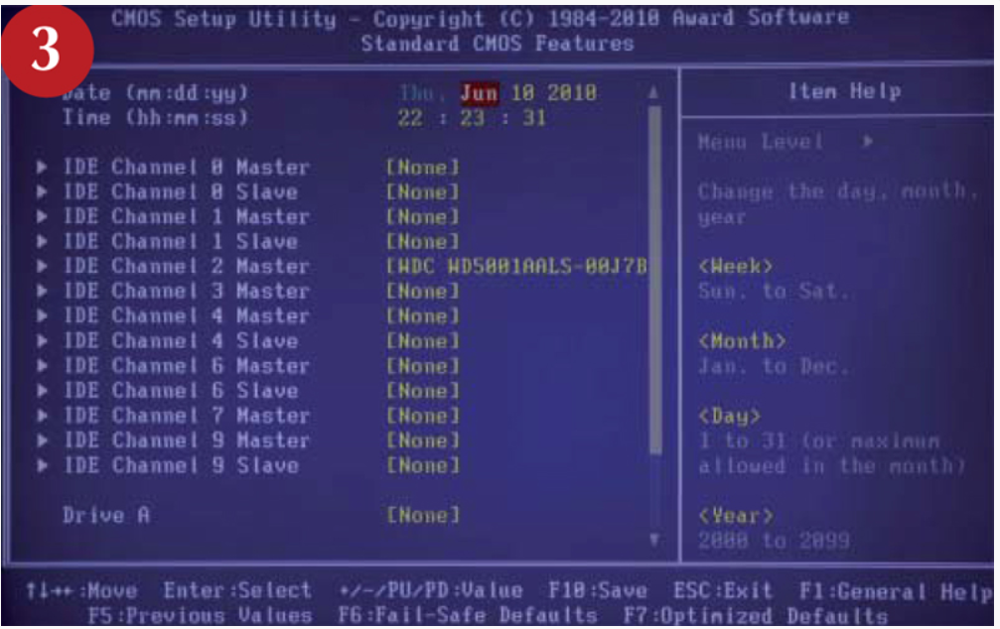 3
CMOS Setup Utility - Copyright (C) 1984-2010 Award Software
Standard CMOS Features
Date (mm:dd:yy) Thu, Jun 10 2010
Time (hh:mm:ss) 22 : 23 : 31
IDE Channel 0 Master [None]
IDE Channel 0 Slave [None]
IDE Channel 1 Master [None]
IDE Channel 1 Slave [None]
IDE Channel 2 Master [WDC WD5001AALS-00J7B
IDE Channel 3 Master [None]
IDE Channel 4 Master [None]
IDE Channel 4 Slave [None]
IDE Channel 6 Master [None]
IDE Channel 6 Slave [None]
IDE Channel 7 Master [None]
IDE Channel 9 Master [None]
IDE Channel 9 Slave [None]
Drive A [None]
Item Help
Menu Level
Change the day, month,
year
<Week>
Sun. to Sat.
<Month>
Jan. to Dec.
<Day>
1 to 31 (or maximum
allowed in the month)
<Year>
2000 to 2099
↑↓→←:Move Enter:Select +/-/PU/PD:Value F10:Save ESC:Exit F1:General Help
F5:Previous Values F6:Fail-Safe Defaults F7:Optimized Defaults